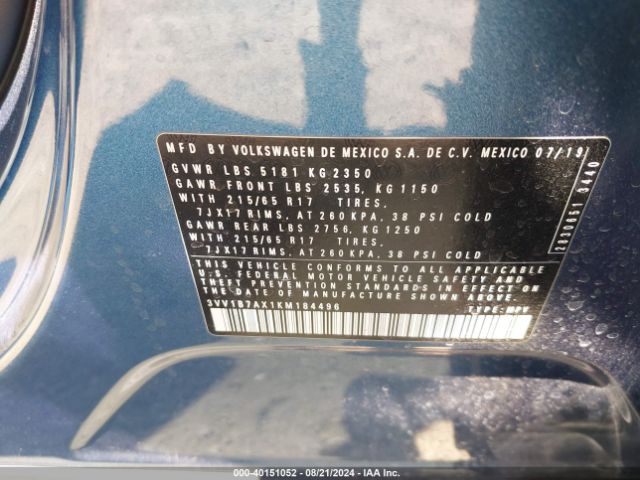 MFD BY VOLKSWAGEN DE MEXICO S.A. DE C.V. MEXICO 07/19
GVWR LBS 5181 KG 2350
GAWR FRONT LBS 2535, KG 1150
WITH 215/65 R17 TIRES,
7JX17 RIMS, AT 260 KPA, 38 PSI COLD
GAWR REAR LBS 2756, KG 1250
WITH 215/65 R17 TIRES,
7JX17 RIMS, AT 260 KPA, 38 PSI COLD
THIS VEHICLE CONFORMS TO ALL APPLICABLE
U.S. FEDERAL MOTOR VEHICLE SAFETY AND
THEFT PREVENTION STANDARDS IN EFFECT ON
THE DATE OF MANUFACTURE SHOWN ABOVE
3VV1B7AX1KM184496 TYPE: MPV
2830651 3440
000-40151052 - 08/21/2024 - IAA Inc.